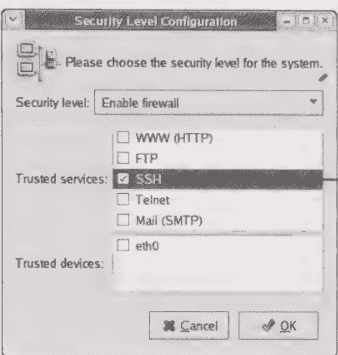 Security Level Configuration
Please choose the security level for the system.
Security level: Enable firewall
WWW (HTTP)
FTP
Trusted services: SSH
Telnet
Mail (SMTP)
eth0
Trusted devices:
Cancel OK